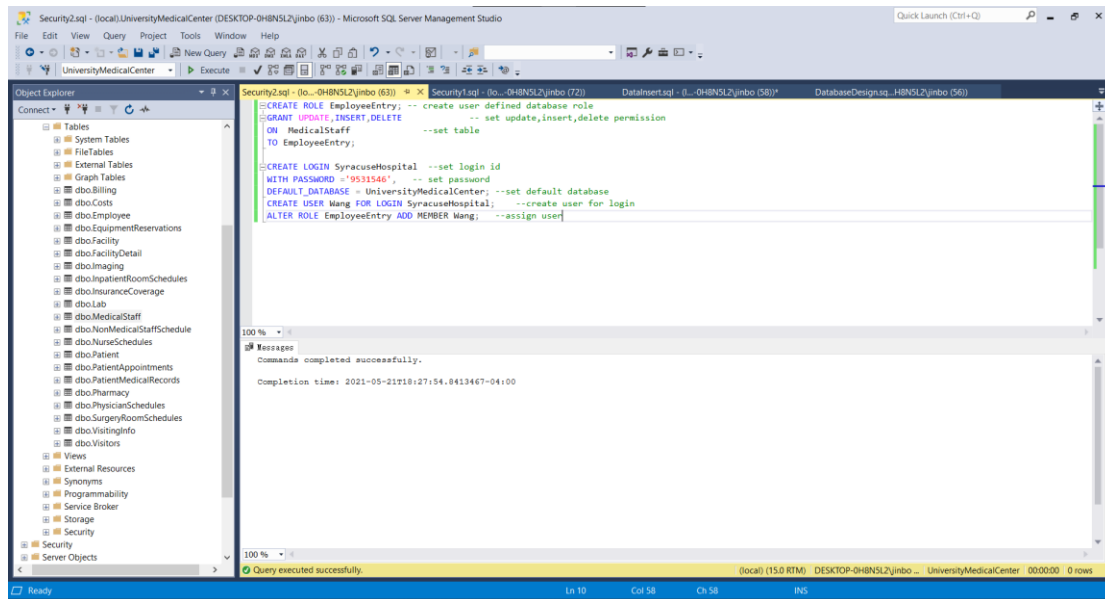 Security2.sql - (local).UniversityMedicalCenter (DESKTOP-0H8N5L2\jinbo (63)) - Microsoft SQL Server Management Studio
Quick Launch (Ctrl+Q)
File Edit View Query Project Tools Window Help
New Query
UniversityMedicalCenter
Execute
Object Explorer
Security2.sql - (lo...-0H8N5L2\jinbo (63))
Security1.sql - (lo...-0H8N5L2\jinbo (72))
DataInsert.sql - (l...-0H8N5L2\jinbo (58))*
DatabaseDesign.sq...H8N5L2\jinbo (56))
Connect
Tables
System Tables
FileTables
External Tables
Graph Tables
dbo.Billing
dbo.Costs
dbo.Employee
dbo.EquipmentReservations
dbo.Facility
dbo.FacilityDetail
dbo.Imaging
dbo.InpatientRoomSchedules
dbo.InsuranceCoverage
dbo.Lab
dbo.MedicalStaff
dbo.NonMedicalStaffSchedule
dbo.NurseSchedules
dbo.Patient
dbo.PatientAppointments
dbo.PatientMedicalRecords
dbo.Pharmacy
dbo.PhysicianSchedules
dbo.SurgeryRoomSchedules
dbo.VisitingInfo
dbo.Visitors
Views
External Resources
Synonyms
Programmability
Service Broker
Storage
Security
Security
Server Objects
CREATE ROLE EmployeeEntry; -- create user defined database role
GRANT UPDATE,INSERT,DELETE -- set update,insert,delete permission
ON MedicalStaff --set table
TO EmployeeEntry;
CREATE LOGIN SyracuseHospital --set login id
WITH PASSWORD ='9531546', -- set password
DEFAULT_DATABASE = UniversityMedicalCenter; --set default database
CREATE USER Wang FOR LOGIN SyracuseHospital; --create user for login
ALTER ROLE EmployeeEntry ADD MEMBER Wang; --assign user
100 %
Messages
Commands completed successfully.
Completion time: 2021-05-21T18:27:54.8413467-04:00
100 %
Query executed successfully.
(local) (15.0 RTM) DESKTOP-0H8N5L2\jinbo ... UniversityMedicalCenter 00:00:00 0 rows
Ready
Ln 10 Col 58 Ch 58 INS